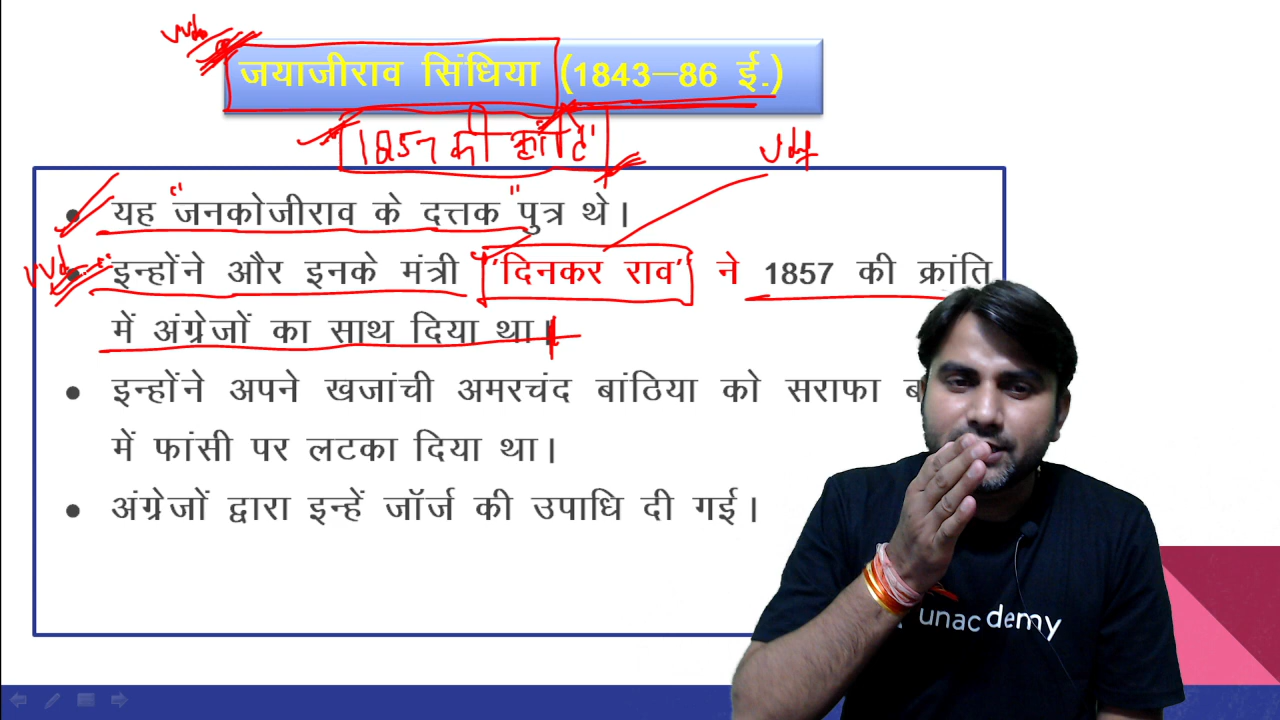 जयाजीराव सिंधिया (1843–86 ई.)
1857 की क्रांति
यह "जनकोजीराव के दत्तक" पुत्र थे।
इन्होंने और इनके मंत्री "दिनकर राव" ने 1857 की क्रांति
में अंग्रेजों का साथ दिया था।
इन्होंने अपने खजांची अमरचंद बांठिया को सराफा
में फांसी पर लटका दिया था।
अंग्रेजों द्वारा इन्हें जॉर्ज की उपाधि दी गई।
unacdemy